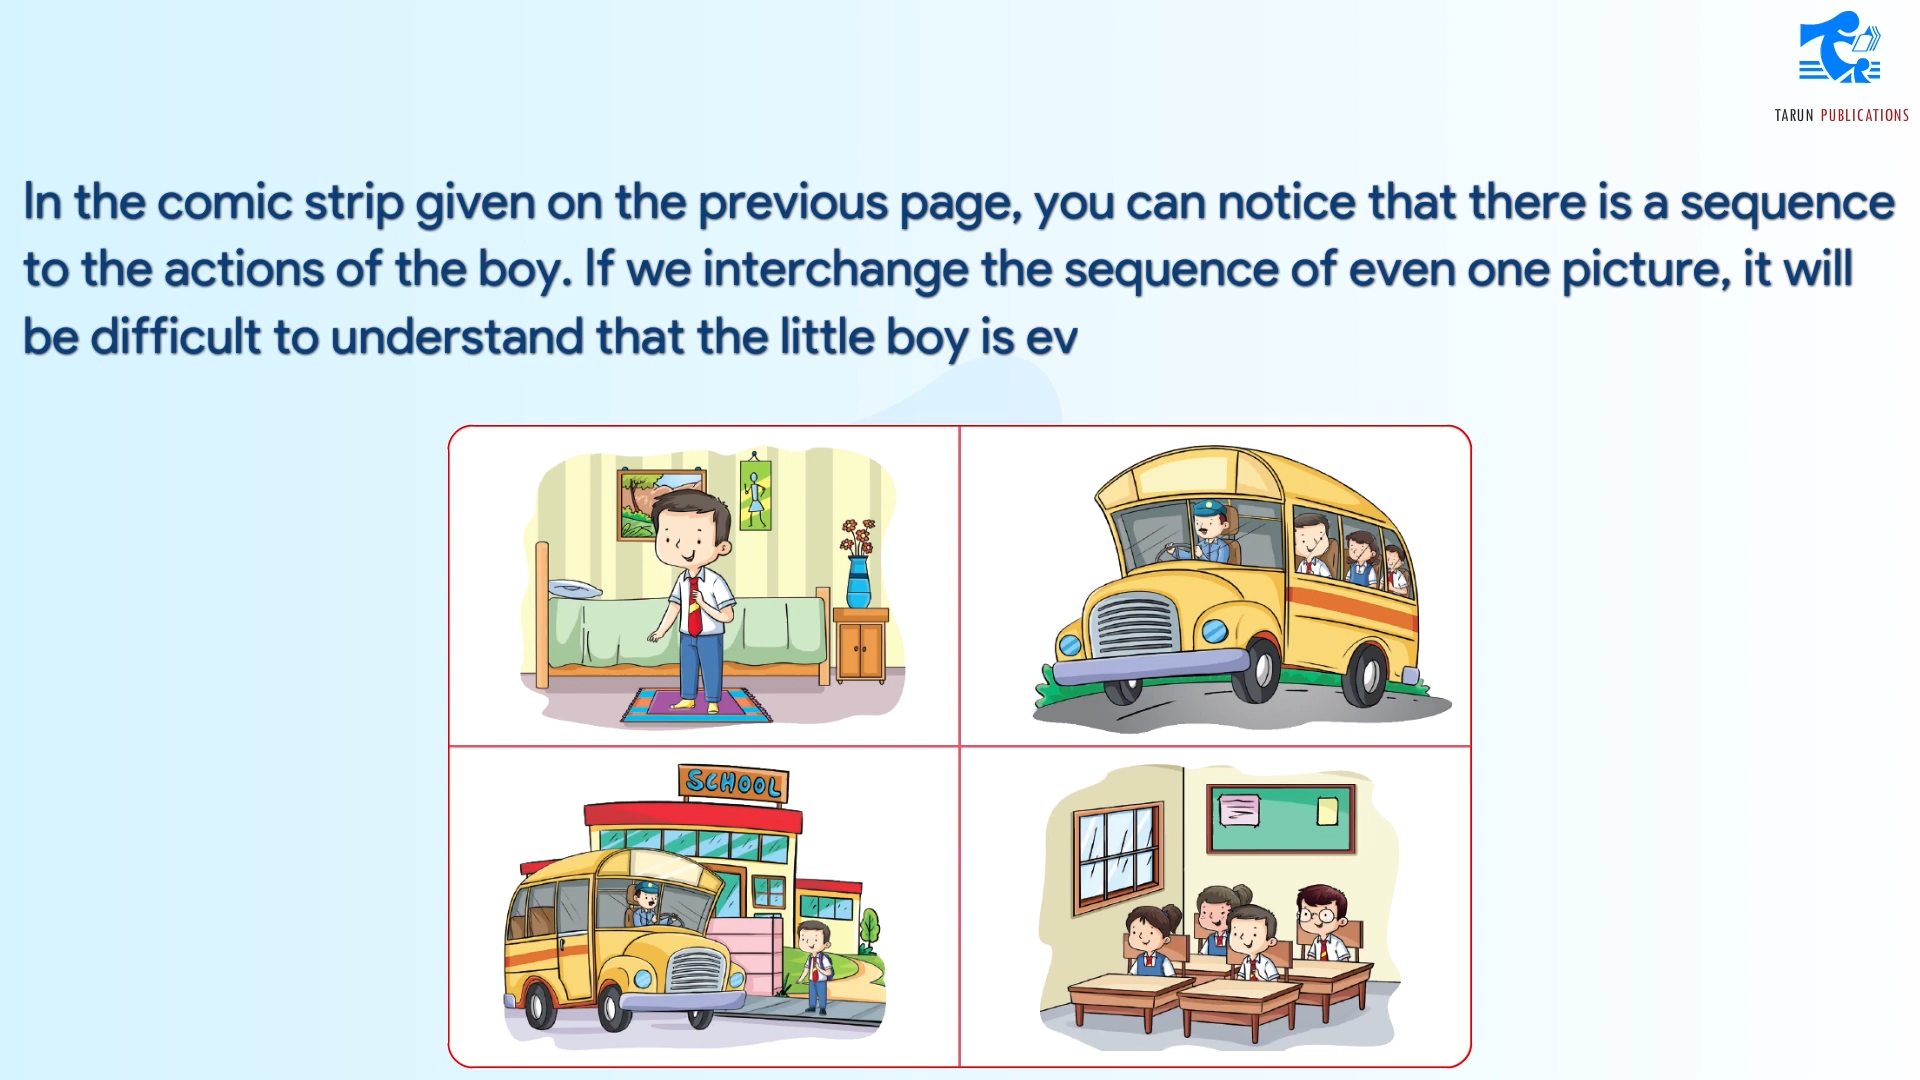 TARUN PUBLICATIONS
In the comic strip given on the previous page, you can notice that there is a sequence
to the actions of the boy. If we interchange the sequence of even one picture, it will
be difficult to understand that the little boy is ev
SCHOOL